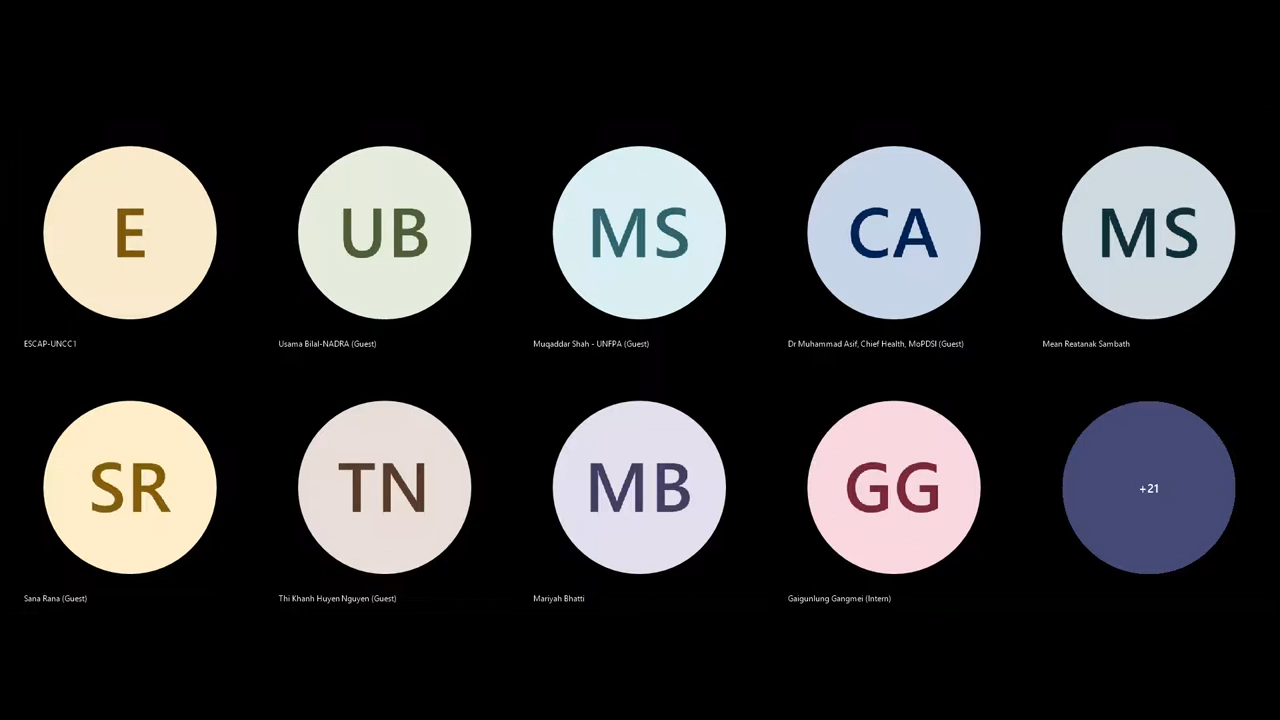 E
UB
MS
CA
MS
ESCAP-UNCC1
Usama Bilal-NADRA (Guest)
Muqaddar Shah - UNFPA (Guest)
Dr Muhammad Asif, Chief Health, MoPDSI (Guest)
Mean Reatanak Sambath
SR
TN
MB
GG
+21
Sana Rana (Guest)
Thi Khanh Huyen Nguyen (Guest)
Mariyah Bhatti
Gaigunlung Gangmei (Intern)